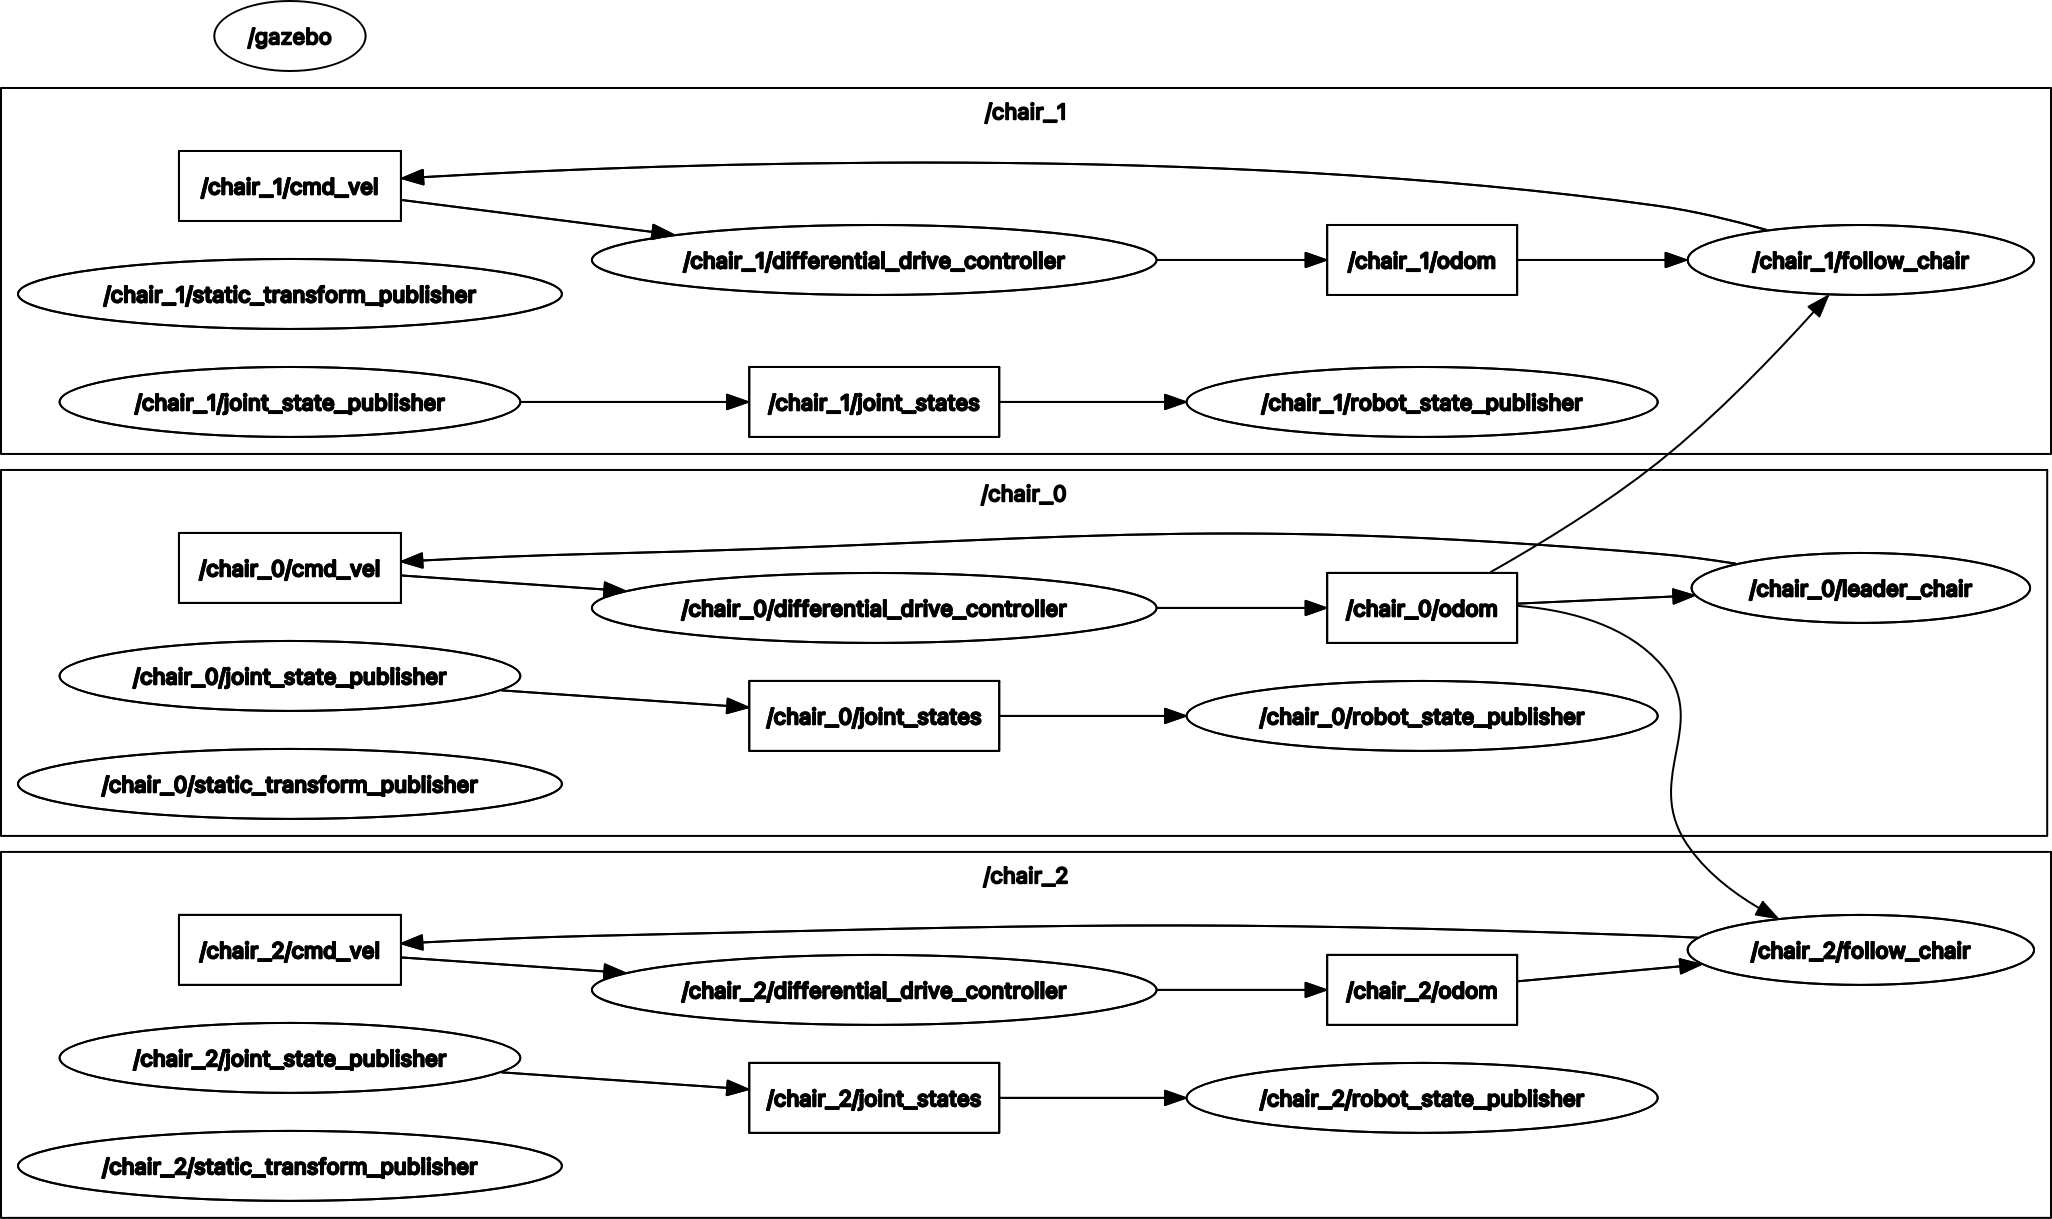 /gazebo
/chair_1
/chair_1/cmd_vel
/chair_1/differential_drive_controller
/chair_1/odom
/chair_1/follow_chair
/chair_1/static_transform_publisher
/chair_1/joint_state_publisher
/chair_1/joint_states
/chair_1/robot_state_publisher
/chair_0
/chair_0/cmd_vel
/chair_0/differential_drive_controller
/chair_0/odom
/chair_0/leader_chair
/chair_0/joint_state_publisher
/chair_0/joint_states
/chair_0/robot_state_publisher
/chair_0/static_transform_publisher
/chair_2
/chair_2/cmd_vel
/chair_2/differential_drive_controller
/chair_2/odom
/chair_2/follow_chair
/chair_2/joint_state_publisher
/chair_2/joint_states
/chair_2/robot_state_publisher
/chair_2/static_transform_publisher